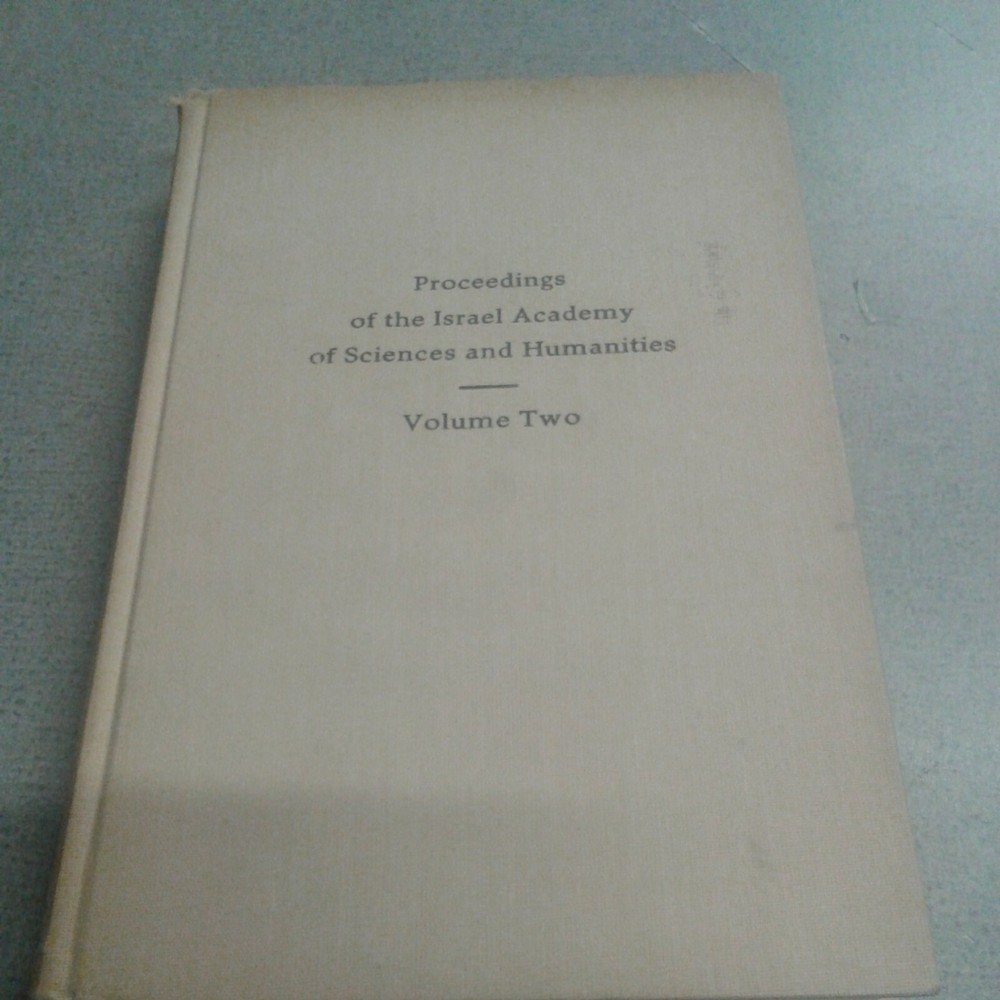 Proceedings
of the Israel Academy
of Sciences and Humanities
Volume Two